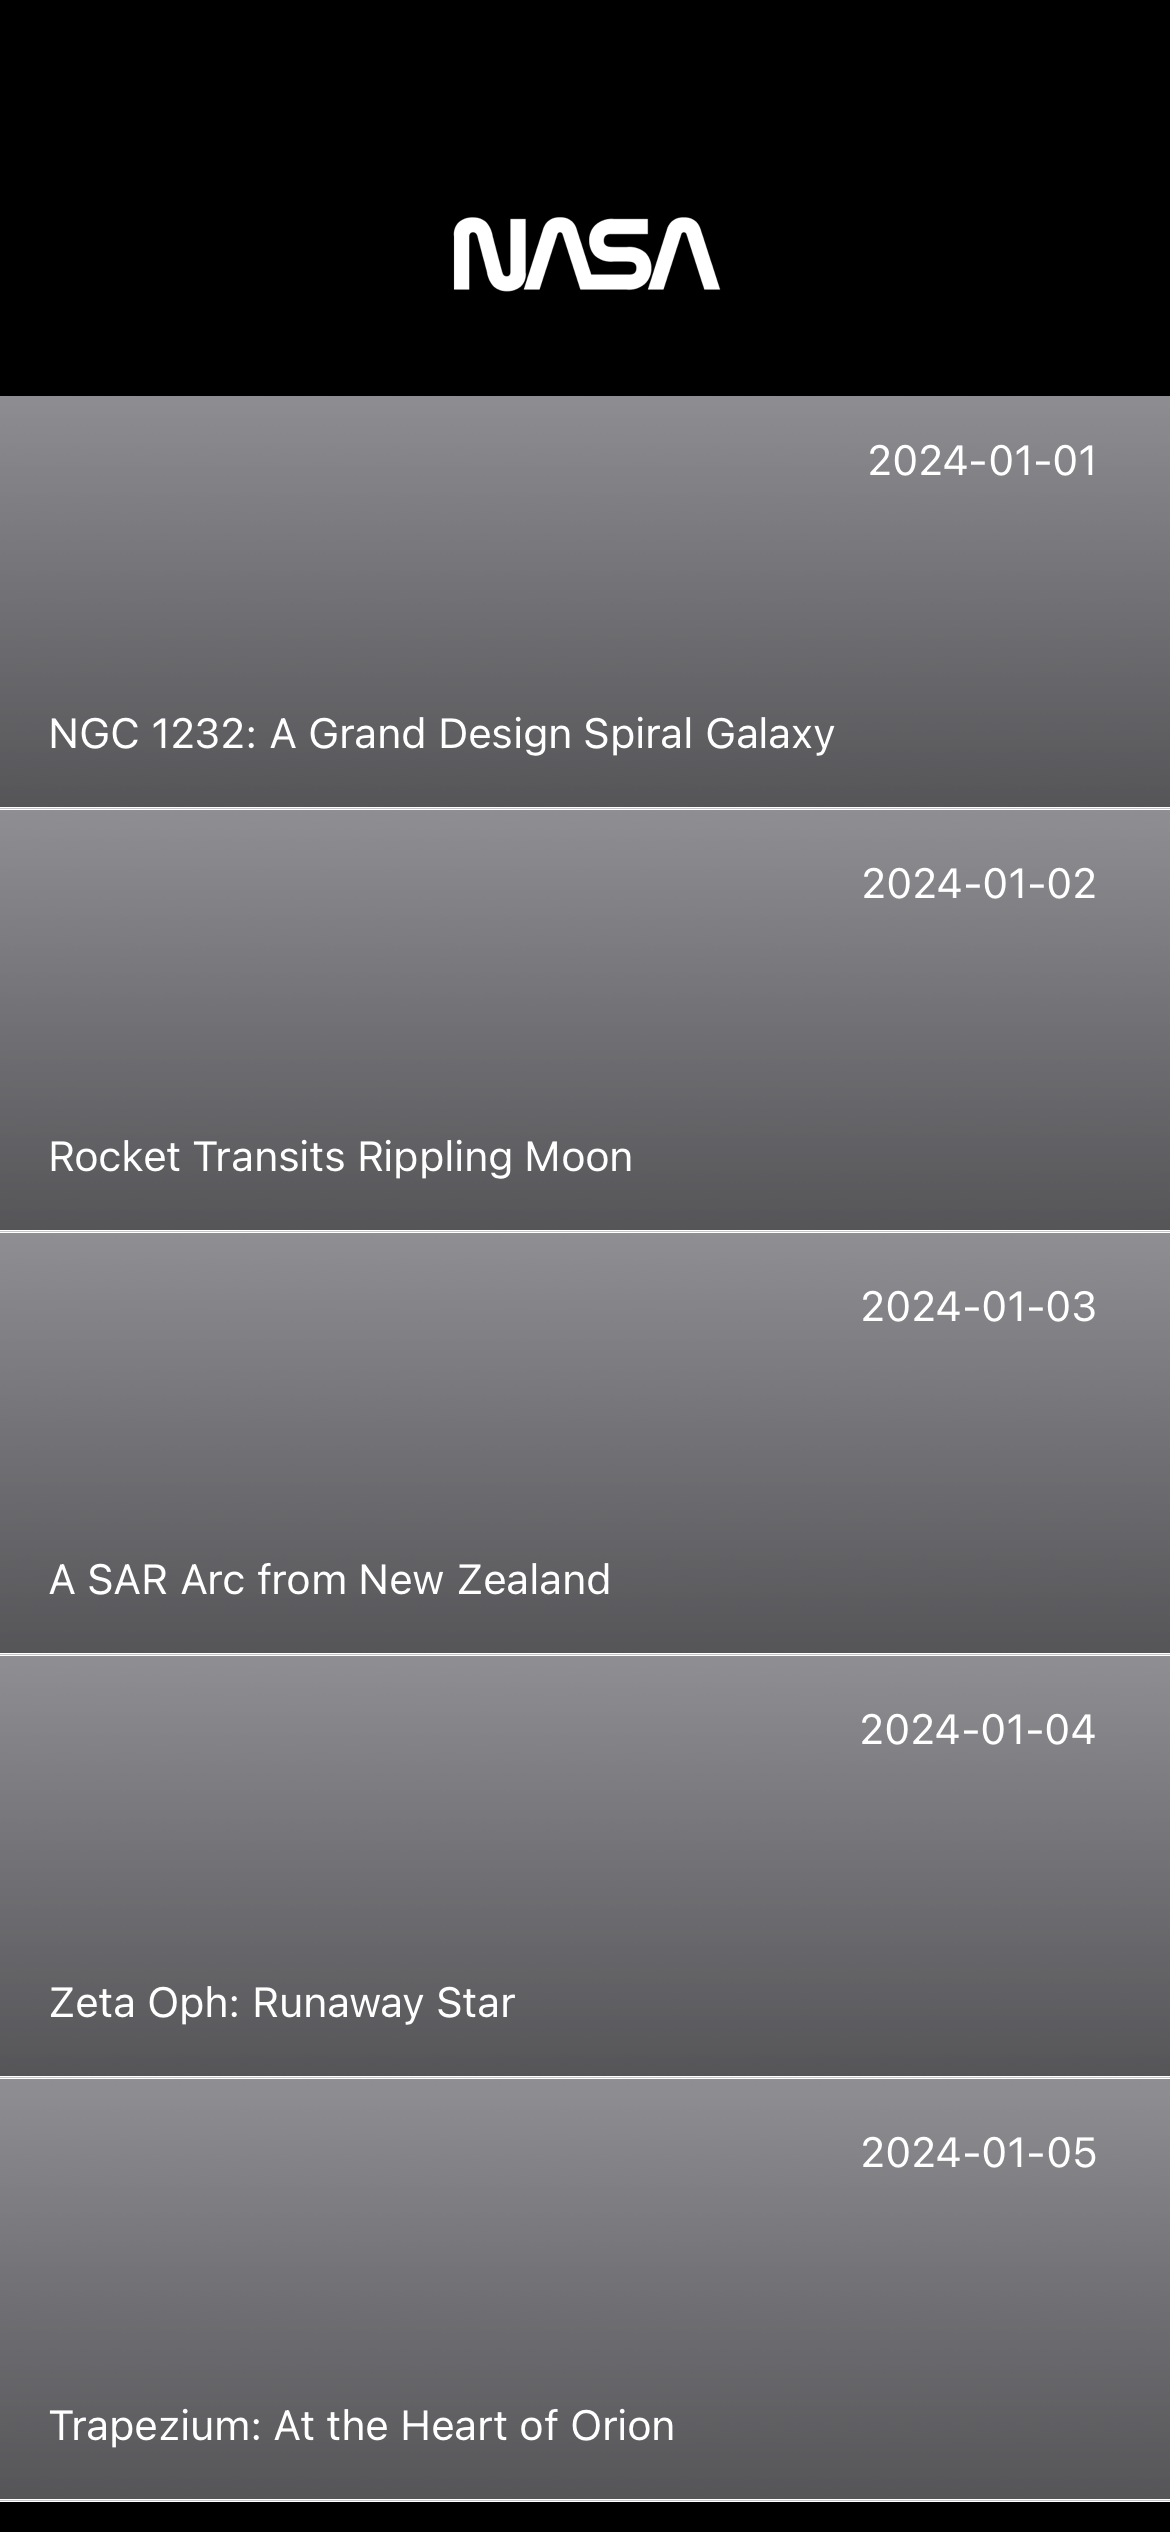 NASA
2024-01-01
NGC 1232: A Grand Design Spiral Galaxy
2024-01-02
Rocket Transits Rippling Moon
2024-01-03
A SAR Arc from New Zealand
2024-01-04
Zeta Oph: Runaway Star
2024-01-05
Trapezium: At the Heart of Orion